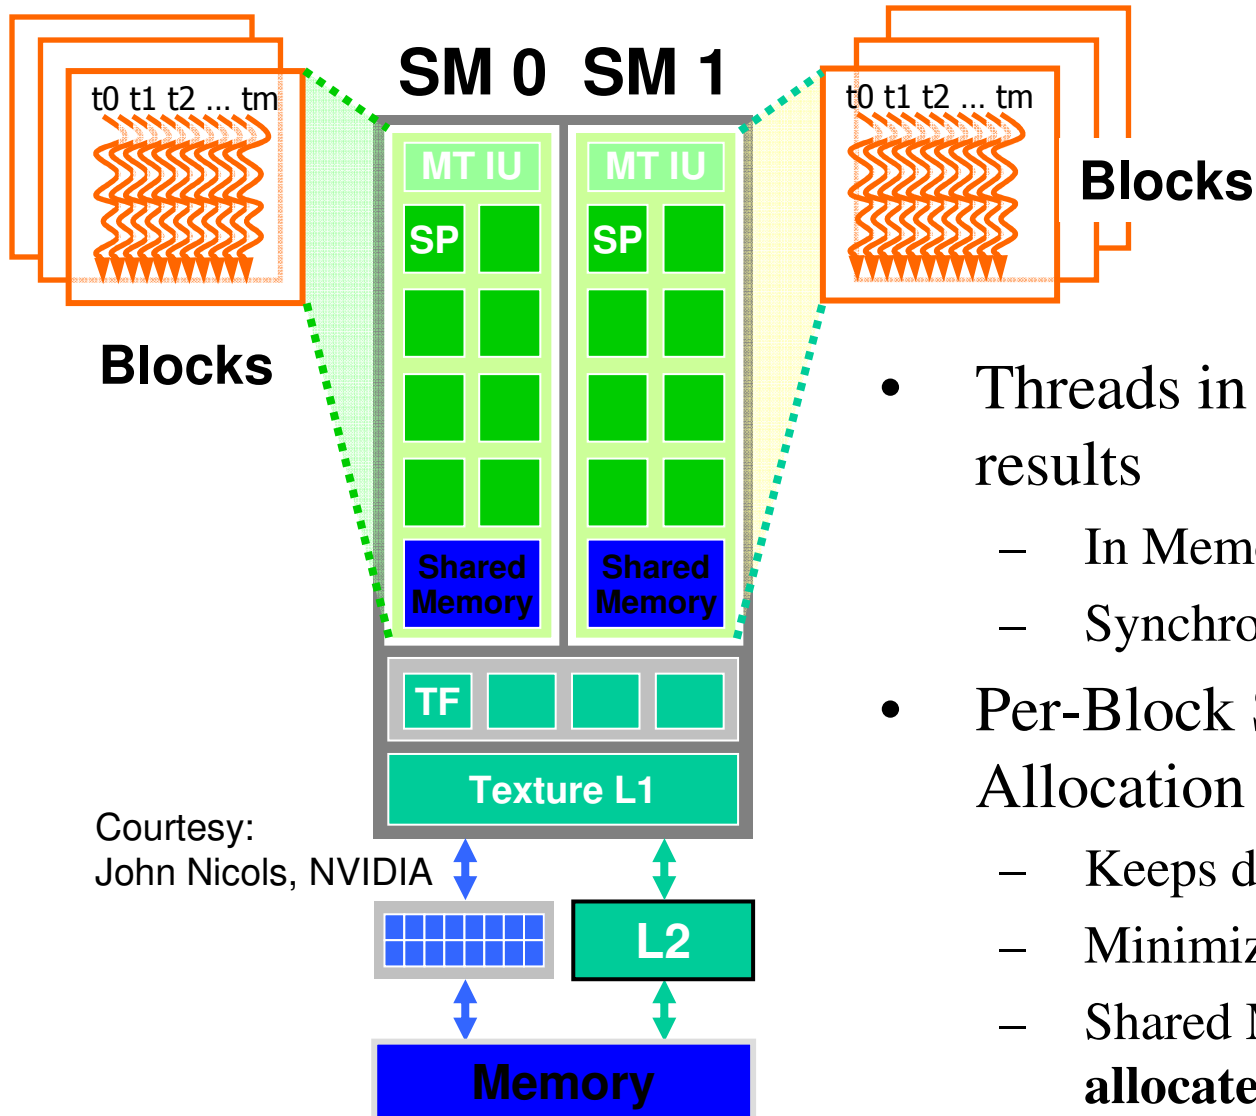 SM 0 SM 1
t0 t1 t2 ... tm
t0 t1 t2 ... tm
MT IU
MT IU
Blocks
SP
SP
Blocks
Shared
Memory
Shared
Memory
TF
Texture L1
Courtesy:
John Nicols, NVIDIA
L2
Memory
• Threads in
results
– In Memo
– Synchro
• Per-Block S
Allocation
– Keeps d
– Minimiz
– Shared M
allocate